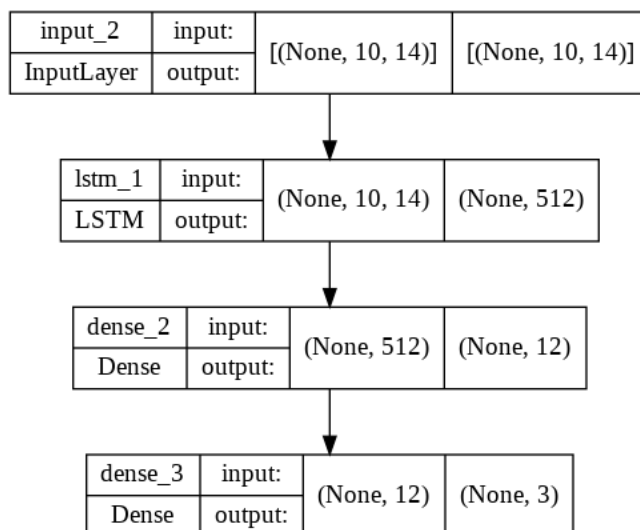 input_2 input: [(None, 10, 14)] [(None, 10, 14)]
InputLayer output:
lstm_1 input: (None, 10, 14) (None, 512)
LSTM output:
dense_2 input: (None, 512) (None, 12)
Dense output:
dense_3 input: (None, 12) (None, 3)
Dense output: